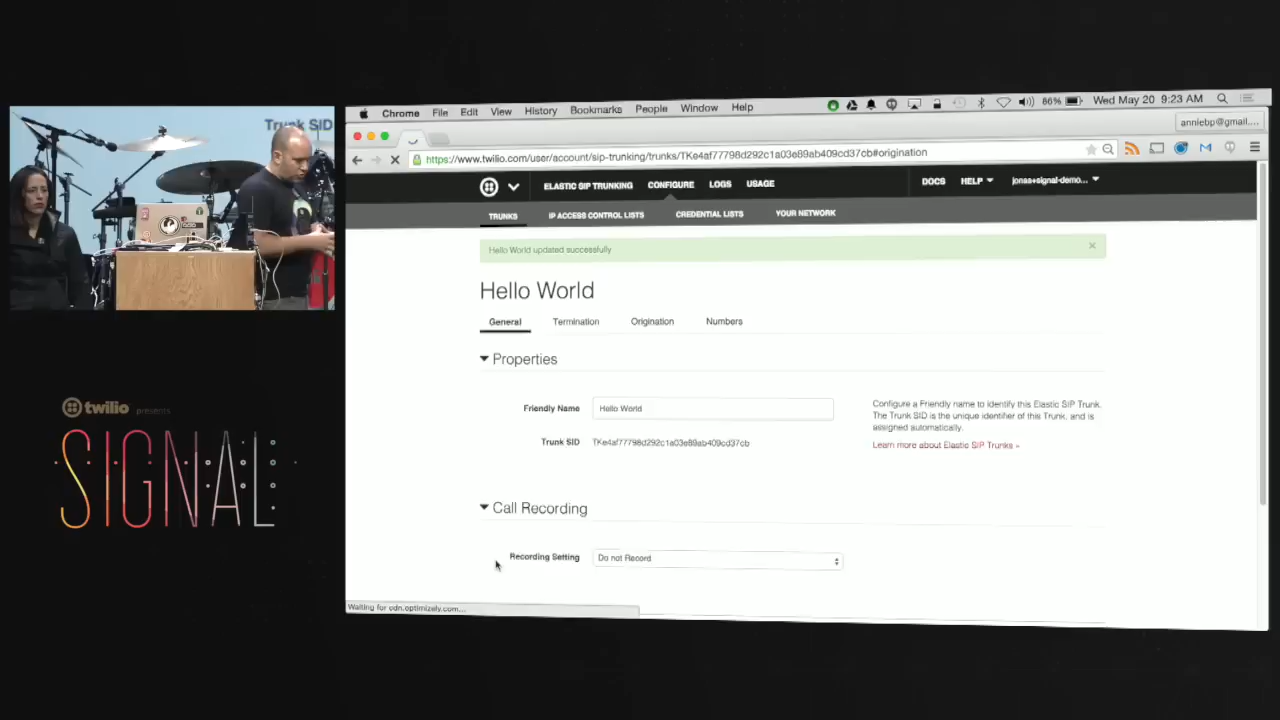 Trunk SID
twilio presents
SIGNAL
Chrome File Edit View History Bookmarks People Window Help
86% Wed May 20 9:23 AM
anniebp@gmail....
https://www.twilio.com/user/account/sip-trunking/trunks/TKe4af77798d292c1a03e89ab409cd37cb#origination
ELASTIC SIP TRUNKING CONFIGURE LOGS USAGE DOCS HELP jonas+signal-demo...
TRUNKS IP ACCESS CONTROL LISTS CREDENTIAL LISTS YOUR NETWORK
Hello World updated successfully ×
Hello World
General Termination Origination Numbers
Properties
Friendly Name Hello World
Trunk SID TKe4af77798d292c1a03e89ab409cd37cb
Configure a Friendly name to identify this Elastic SIP Trunk.
The Trunk SID is the unique identifier of this Trunk, and is
assigned automatically.
Learn more about Elastic SIP Trunks »
Call Recording
Recording Setting Do not Record
Waiting for cdn.optimizely.com...